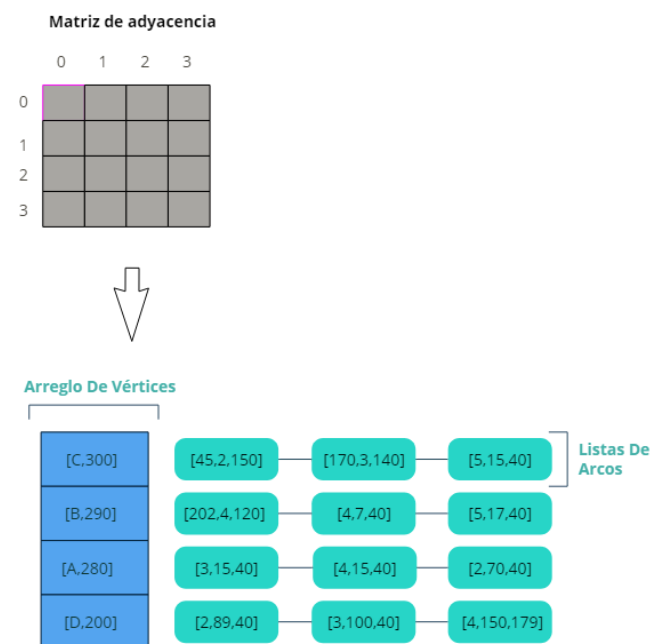 Matriz de adyacencia
0 1 2 3
0
1
2
3
Arreglo De Vértices
[C,300] [45,2,150] [170,3,140] [5,15,40] Listas De
Arcos
[B,290] [202,4,120] [4,7,40] [5,17,40]
[A,280] [3,15,40] [4,15,40] [2,70,40]
[D,200] [2,89,40] [3,100,40] [4,150,179]